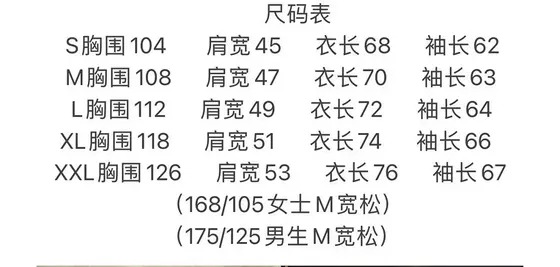 尺码表
S胸围104 肩宽45 衣长68 袖长62
M胸围108 肩宽47 衣长70 袖长63
L胸围112 肩宽49 衣长72 袖长64
XL胸围118 肩宽51 衣长74 袖长66
XXL胸围126 肩宽53 衣长76 袖长67
（168/105女士M宽松）
（175/125男生M宽松）